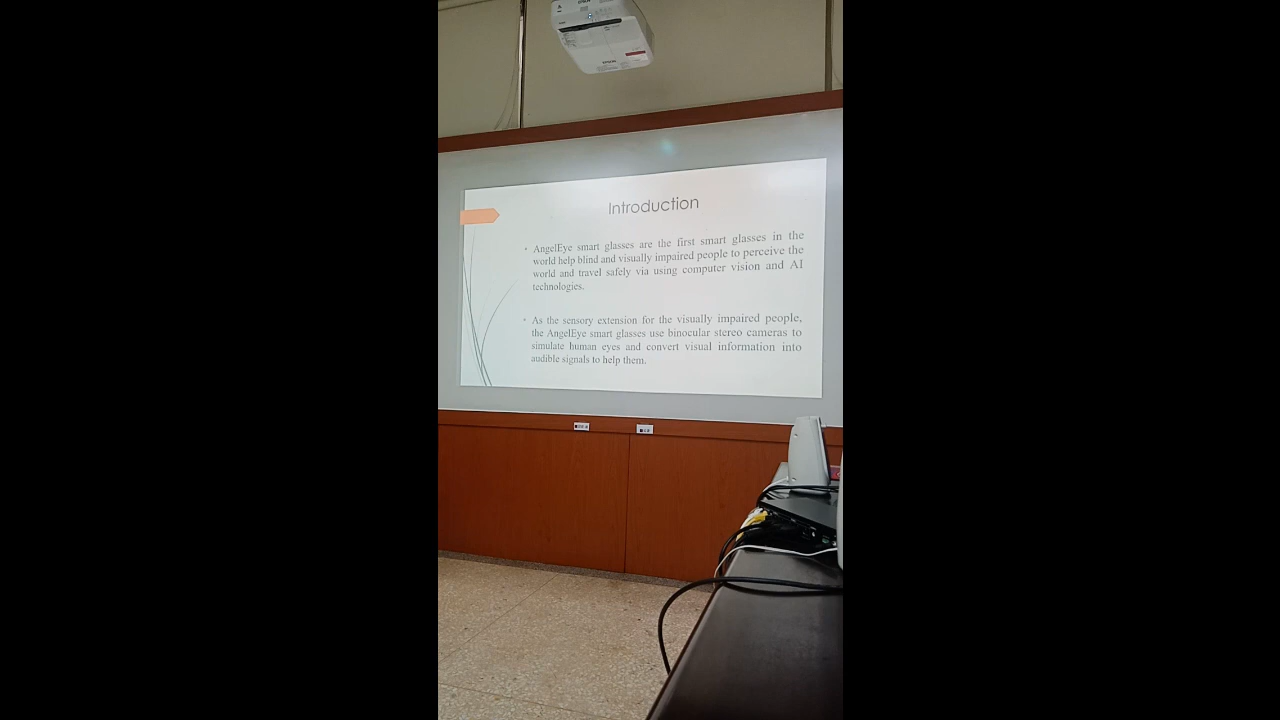 EPSON
EPSON
Introduction
• AngelEye smart glasses are the first smart glasses in the
world help blind and visually impaired people to perceive the
world and travel safely via using computer vision and AI
technologies.
• As the sensory extension for the visually impaired people,
the AngelEye smart glasses use binocular stereo cameras to
simulate human eyes and convert visual information into
audible signals to help them.